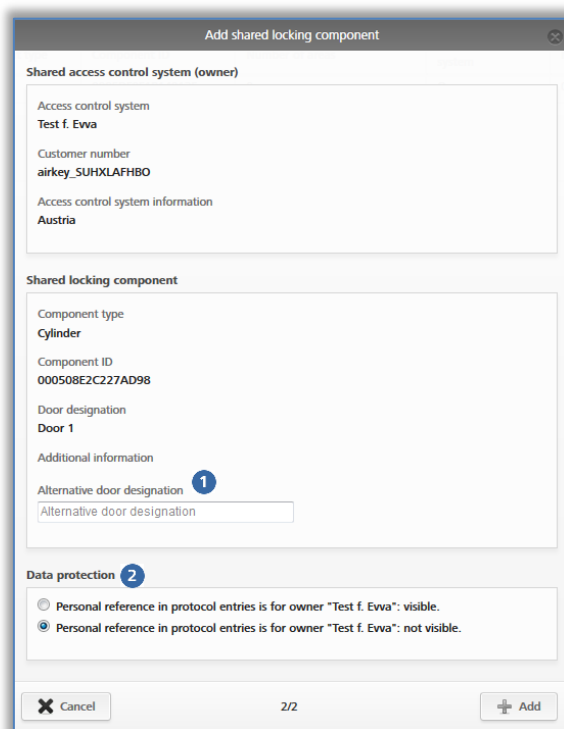 Add shared locking component
Shared access control system (owner)
Access control system
Test f. Evva
Customer number
airkey_SUHXLAFHBO
Access control system information
Austria
Shared locking component
Component type
Cylinder
Component ID
000508E2C227AD98
Door designation
Door 1
Additional information
Alternative door designation 1
Alternative door designation
Data protection 2
Personal reference in protocol entries is for owner "Test f. Evva": visible.
Personal reference in protocol entries is for owner "Test f. Evva": not visible.
Cancel 2/2 Add